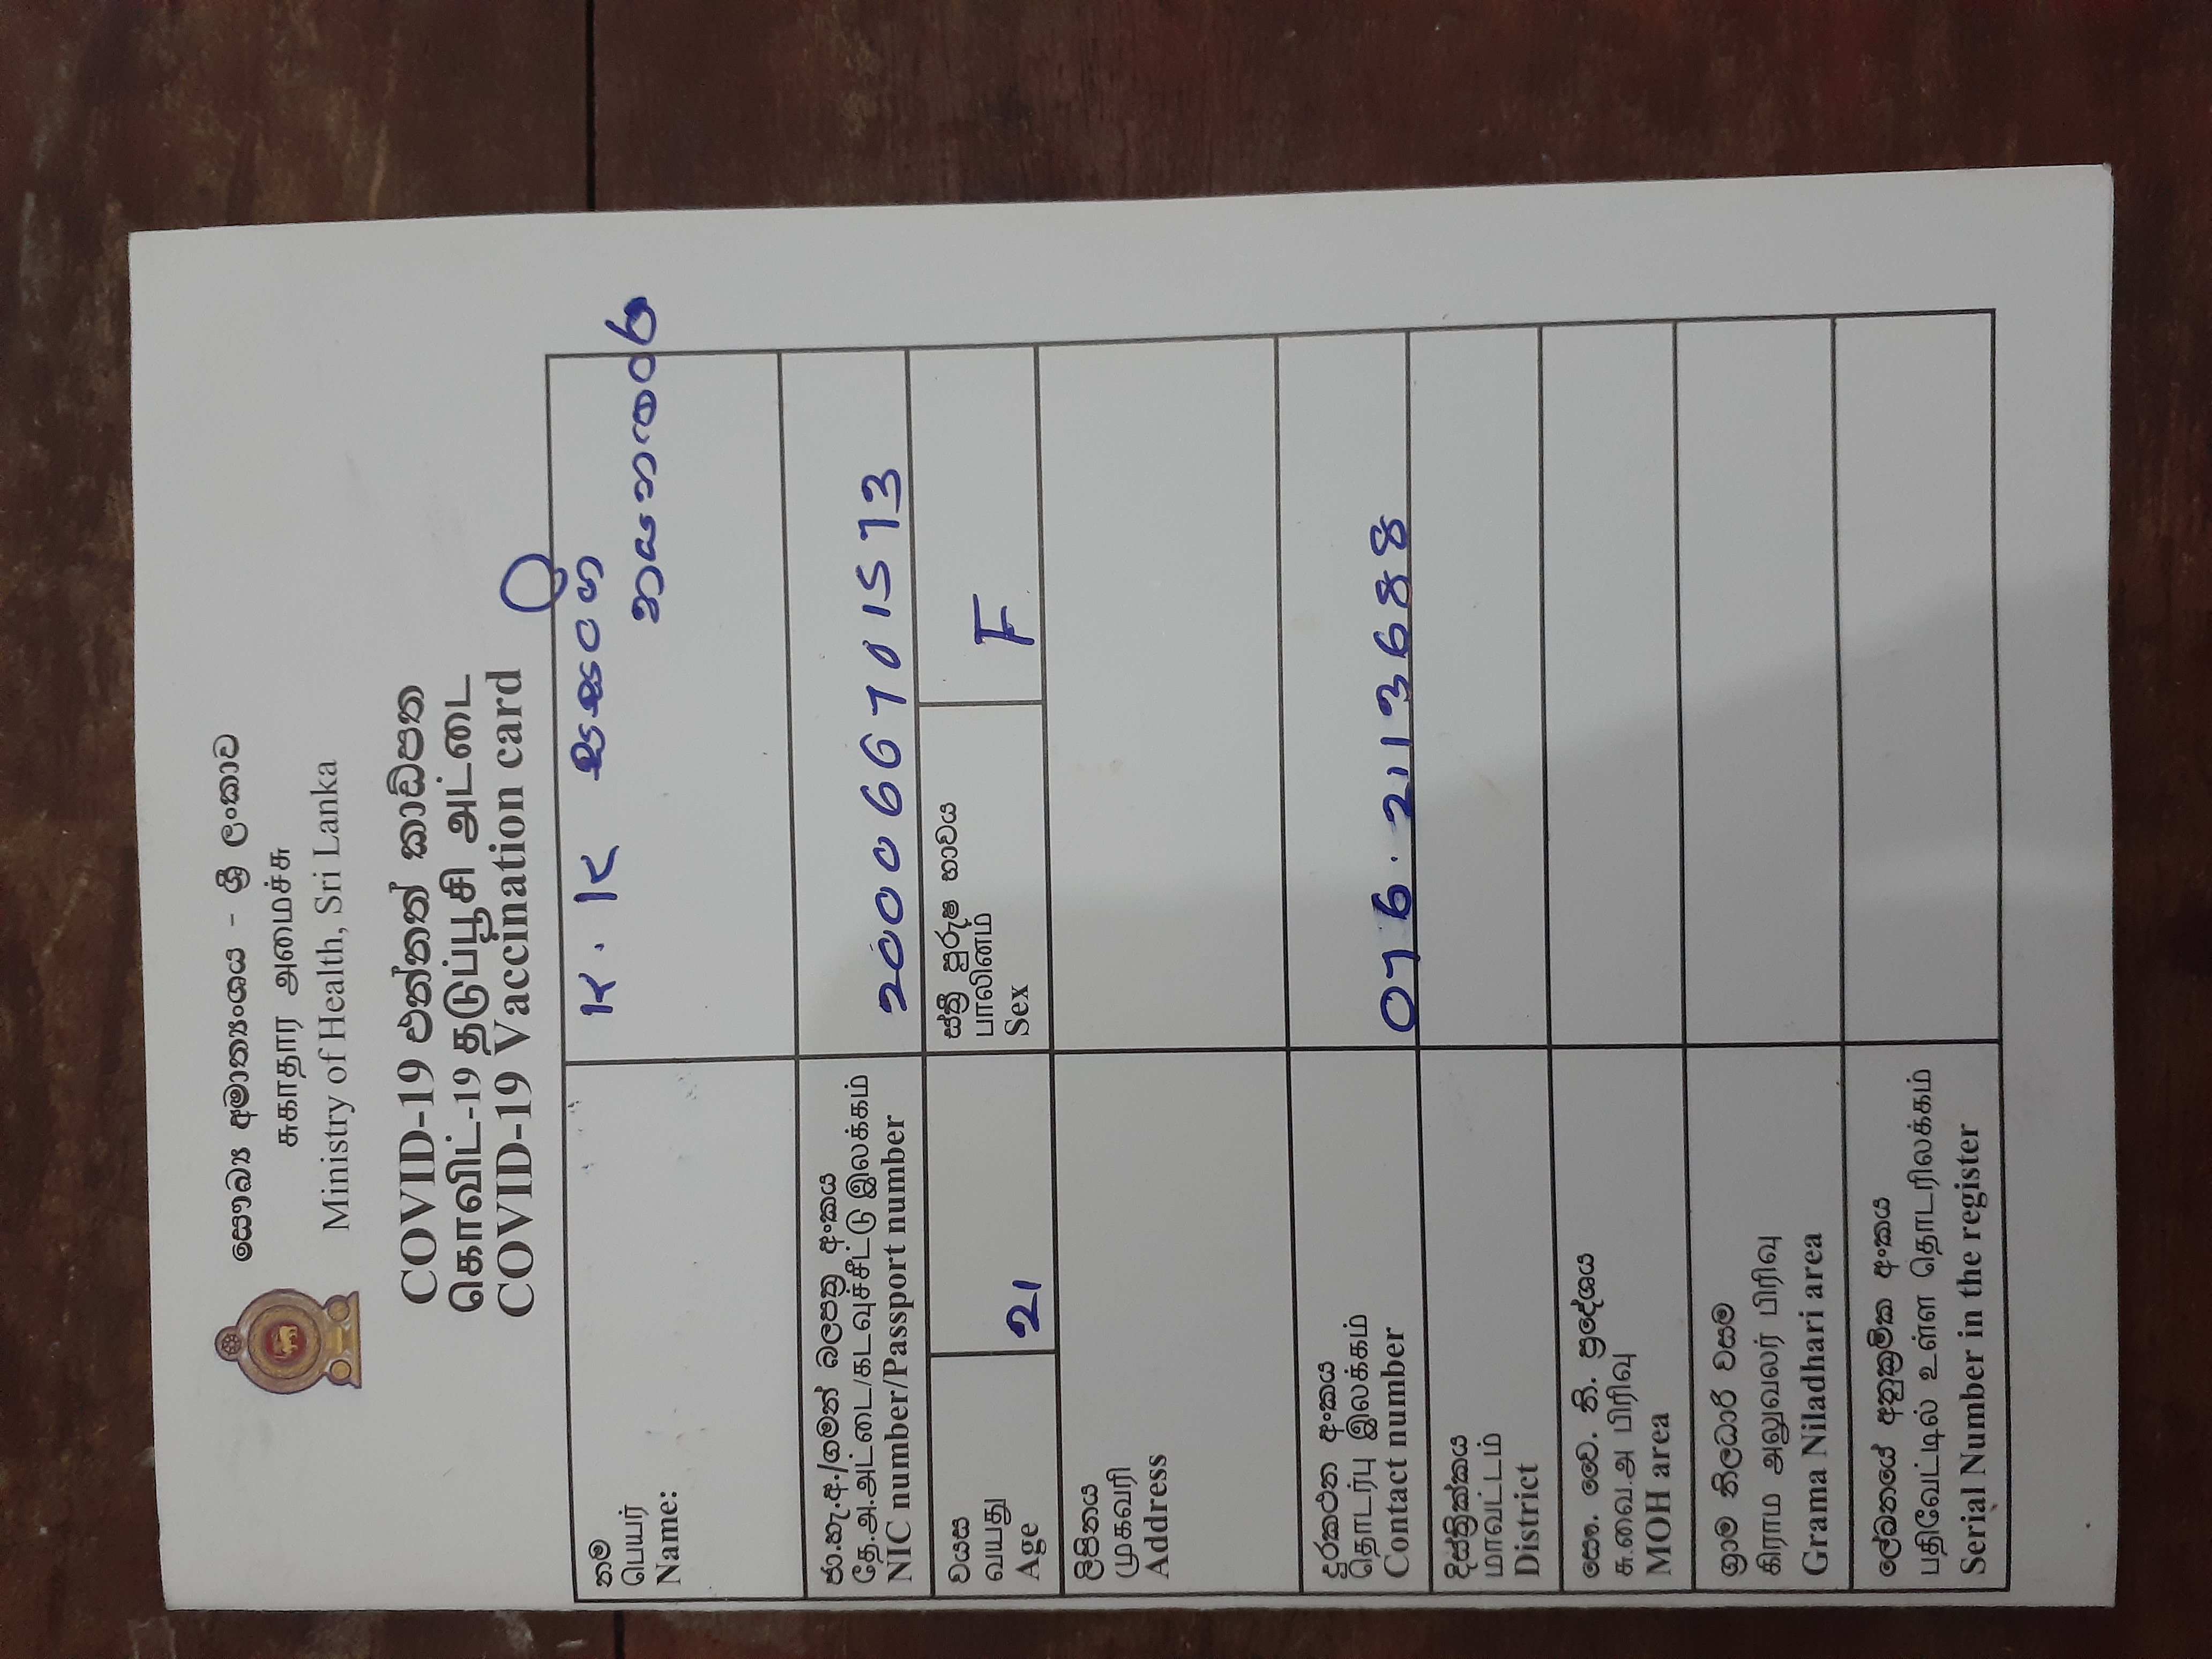 සෞඛ්‍ය අමාත්‍යංශය - ශ්‍රී ලංකාව
சுகாதார அமைச்சு
Ministry of Health, Sri Lanka
COVID-19 එන්නත් කාඩ්පත
கொவிட்-19 தடுப்பூசி அட்டை
COVID-19 Vaccination card
නම
பெயர்
Name:
K. K සසංගි
නයනතාරා
ජා.හැ.අ./ගමන් බලපත්‍ර අංකය
தே.அ.அட்டை/கடவுச்சீட்டு இலக்கம்
NIC number/Passport number
200066701573
වයස
வயது
Age
21
ස්ත්‍රී පුරුෂ භාවය
பாலினம்
Sex
F
ලිපිනය
முகவரி
Address
දුරකථන අංකය
தொடர்பு இலக்கம்
Contact number
076.2113688
දිස්ත්‍රික්කය
மாவட்டம்
District
සෞ. වෛ. නි. ප්‍රදේශය
சு.வை.அ பிரிவு
MOH area
ග්‍රාම නිලධාරි වසම
கிராம அலுவலர் பிரிவு
Grama Niladhari area
ලේඛනයේ අනුක්‍රමික අංකය
பதிவேட்டில் உள்ள தொடரிலக்கம்
Serial Number in the register